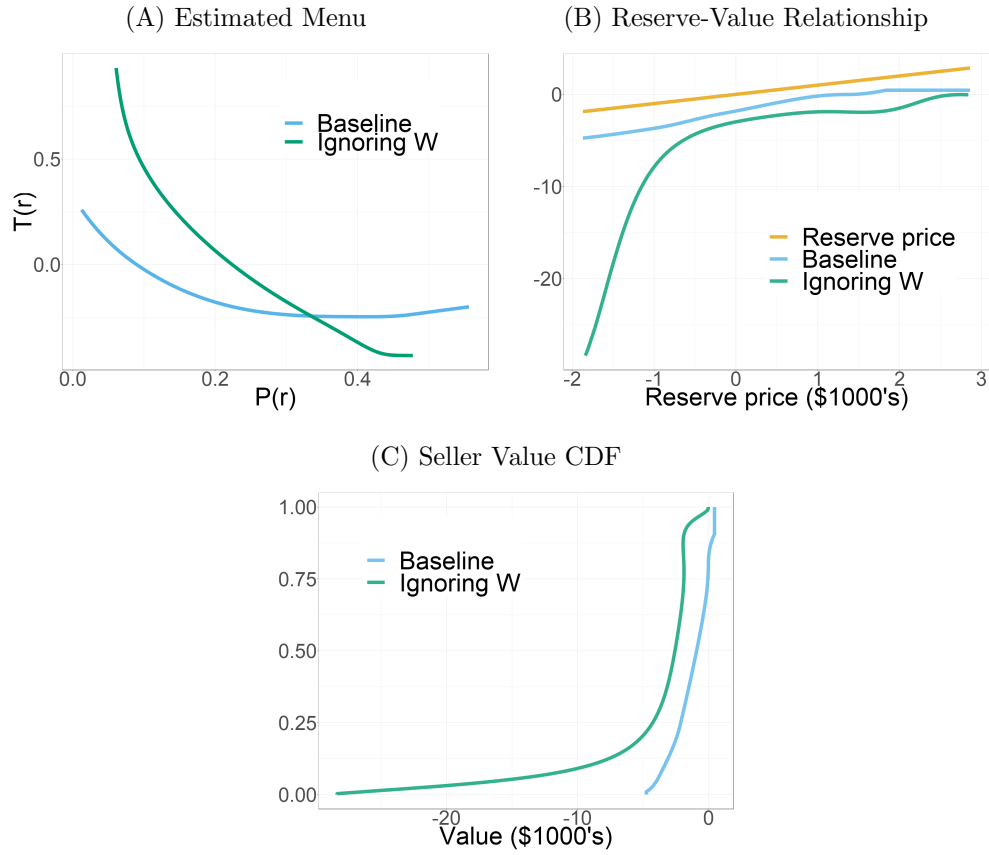 (A) Estimated Menu
T(r)
0.5
0.0
Baseline
Ignoring W
0.0
0.2
0.4
P(r)
(B) Reserve-Value Relationship
0
-10
-20
Reserve price
Baseline
Ignoring W
-2
-1
0
1
2
3
Reserve price ($1000's)
(C) Seller Value CDF
1.00
0.75
0.50
0.25
0.00
Baseline
Ignoring W
-20
-10
0
Value ($1000's)